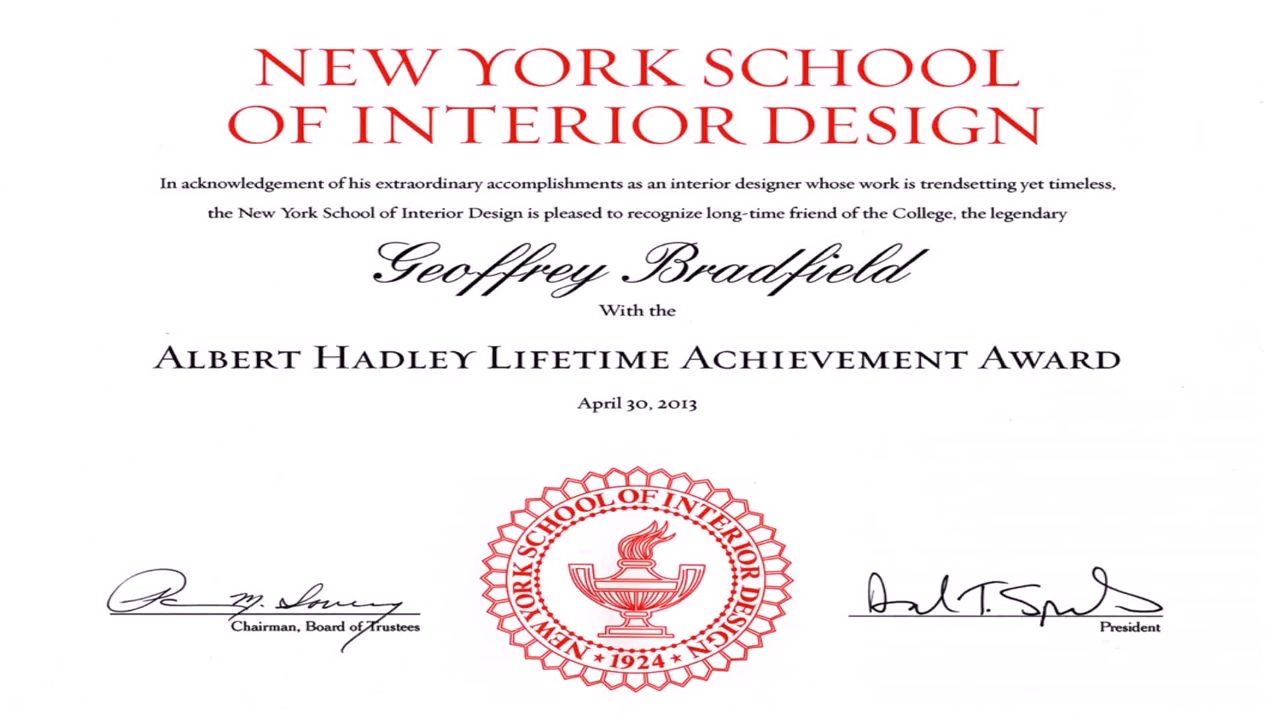 NEW YORK SCHOOL
OF INTERIOR DESIGN
In acknowledgement of his extraordinary accomplishments as an interior designer whose work is trendsetting yet timeless,
the New York School of Interior Design is pleased to recognize long-time friend of the College, the legendary
Geoffrey Bradfield
With the
ALBERT HADLEY LIFETIME ACHIEVEMENT AWARD
April 30, 2013
NEW YORK SCHOOL OF INTERIOR DESIGN
★ 1924 ★
Chairman, Board of Trustees
President